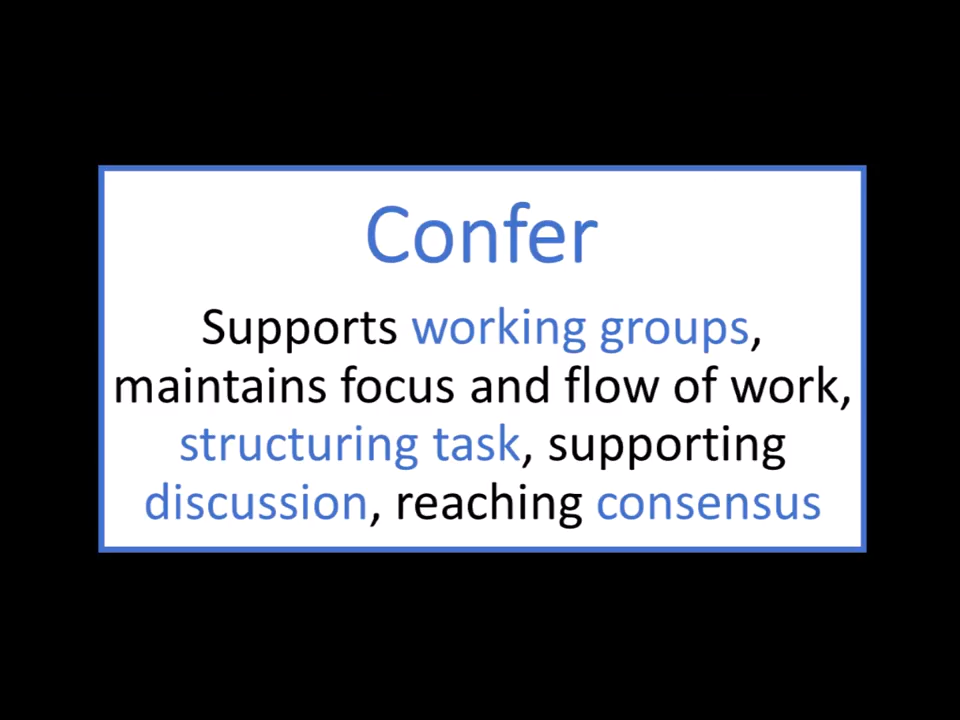 Confer
Supports working groups,
maintains focus and flow of work,
structuring task, supporting
discussion, reaching consensus